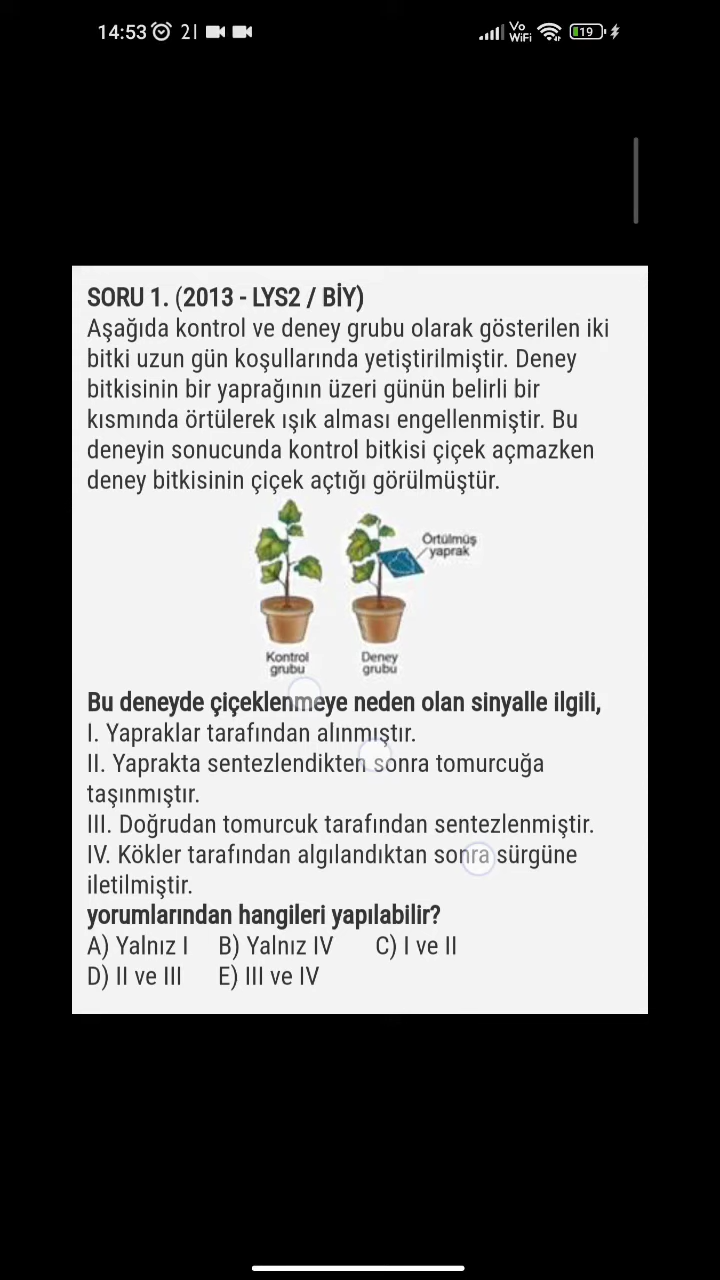 14:53 21 Vo WiFi 19
SORU 1. (2013 - LYS2 / BİY)
Aşağıda kontrol ve deney grubu olarak gösterilen iki
bitki uzun gün koşullarında yetiştirilmiştir. Deney
bitkisinin bir yaprağının üzeri günün belirli bir
kısmında örtülerek ışık alması engellenmiştir. Bu
deneyin sonucunda kontrol bitkisi çiçek açmazken
deney bitkisinin çiçek açtığı görülmüştür.
Örtülmüş
yaprak
Kontrol
grubu
Deney
grubu
Bu deneyde çiçeklenmeye neden olan sinyalle ilgili,
I. Yapraklar tarafından alınmıştır.
II. Yaprakta sentezlendikten sonra tomurcuğa
taşınmıştır.
III. Doğrudan tomurcuk tarafından sentezlenmiştir.
IV. Kökler tarafından algılandıktan sonra sürgüne
iletilmiştir.
yorumlarından hangileri yapılabilir?
A) Yalnız I B) Yalnız IV C) I ve II
D) II ve III E) III ve IV